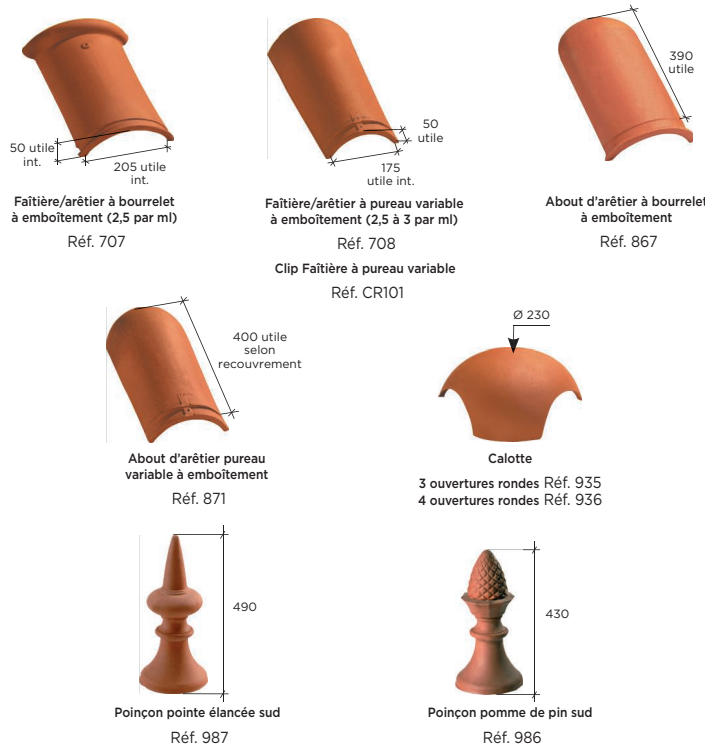 50 utile
int.
205 utile
int.
Faîtière/arêtier à bourrelet
à emboîtement (2,5 par ml)
Réf. 707
50
utile
175
utile int.
Faîtière/arêtier à pureau variable
à emboîtement (2,5 à 3 par ml)
Réf. 708
Clip Faîtière à pureau variable
Réf. CR101
390
utile
About d'arêtier à bourrelet
à emboîtement
Réf. 867
400 utile
selon
recouvrement
About d'arêtier pureau
variable à emboîtement
Réf. 871
Ø 230
Calotte
3 ouvertures rondes Réf. 935
4 ouvertures rondes Réf. 936
490
Poinçon pointe élancée sud
Réf. 987
430
Poinçon pomme de pin sud
Réf. 986